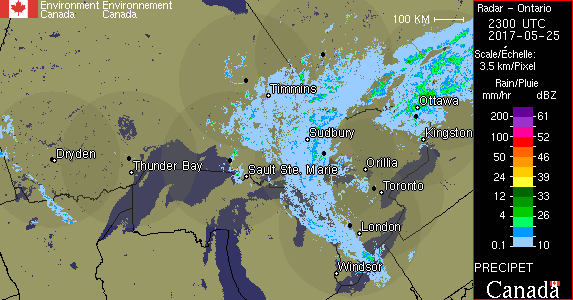 Environment Environnement
Canada Canada
100 KM
Timmins
Ottawa
Sudbury
Kingston
Dryden
Thunder Bay
Sault Ste. Marie
Orillia
Toronto
London
Windsor
Radar - Ontario
2300 UTC
2017-05-25
Scale/Échelle:
3.5 km/Pixel
Rain/Pluie
mm/hr dBZ
200 61
100 56
100 52
50 46
24 39
12 33
4 26
0.1 10
PRECIPET
Canada